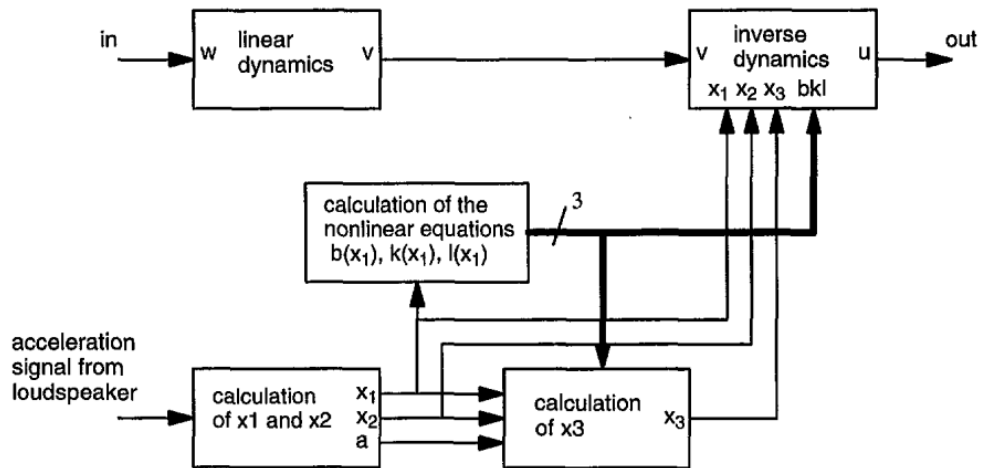 in
w
linear
dynamics
v
v
inverse
dynamics
u
x₁ x₂ x₃ bkl
out
calculation of the
nonlinear equations
b(x₁), k(x₁), l(x₁)
3
acceleration
signal from
loudspeaker
calculation
of x1 and x2
x₁
x₂
a
calculation
of x3
x₃